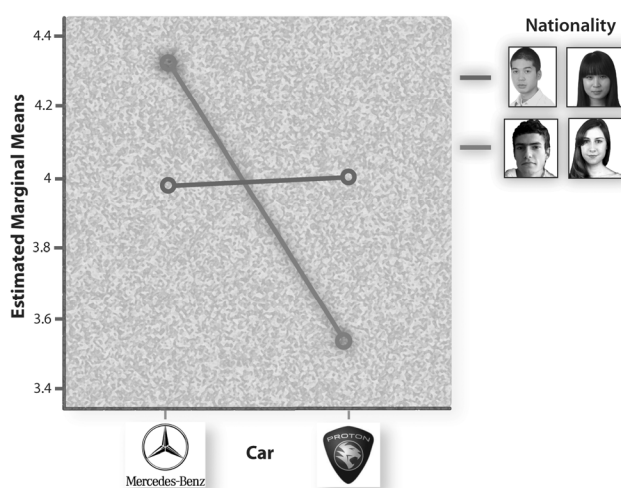 Nationality
Estimated Marginal Means
4.4
4.2
4
3.8
3.6
3.4
Mercedes-Benz
Car
PROTON